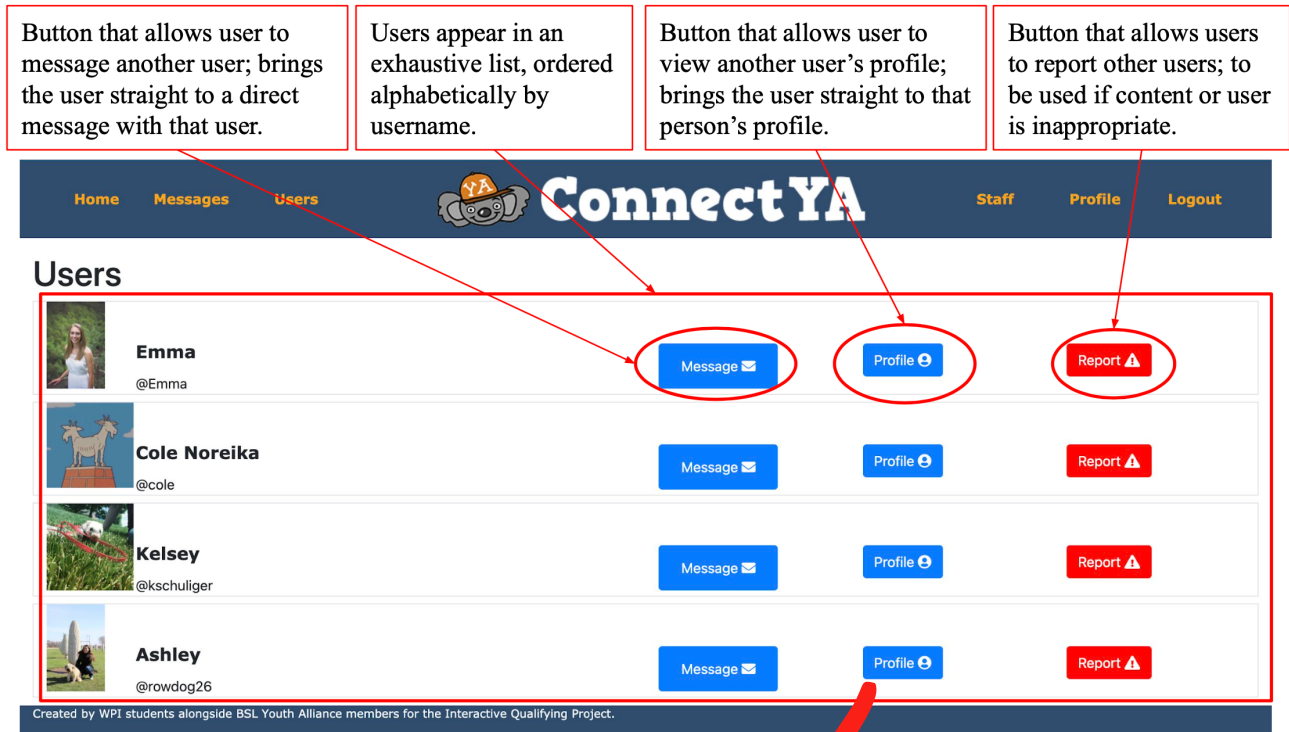 Button that allows user to
message another user; brings
the user straight to a direct
message with that user.
Users appear in an
exhaustive list, ordered
alphabetically by
username.
Button that allows user to
view another user’s profile;
brings the user straight to that
person’s profile.
Button that allows users
to report other users; to
be used if content or user
is inappropriate.
Home Messages Users YA ConnectYA Staff Profile Logout
Users
Emma
@Emma
Message Profile Report
Cole Noreika
@cole
Message Profile Report
Kelsey
@kschuliger
Message Profile Report
Ashley
@rowdog26
Message Profile Report
Created by WPI students alongside BSL Youth Alliance members for the Interactive Qualifying Project.